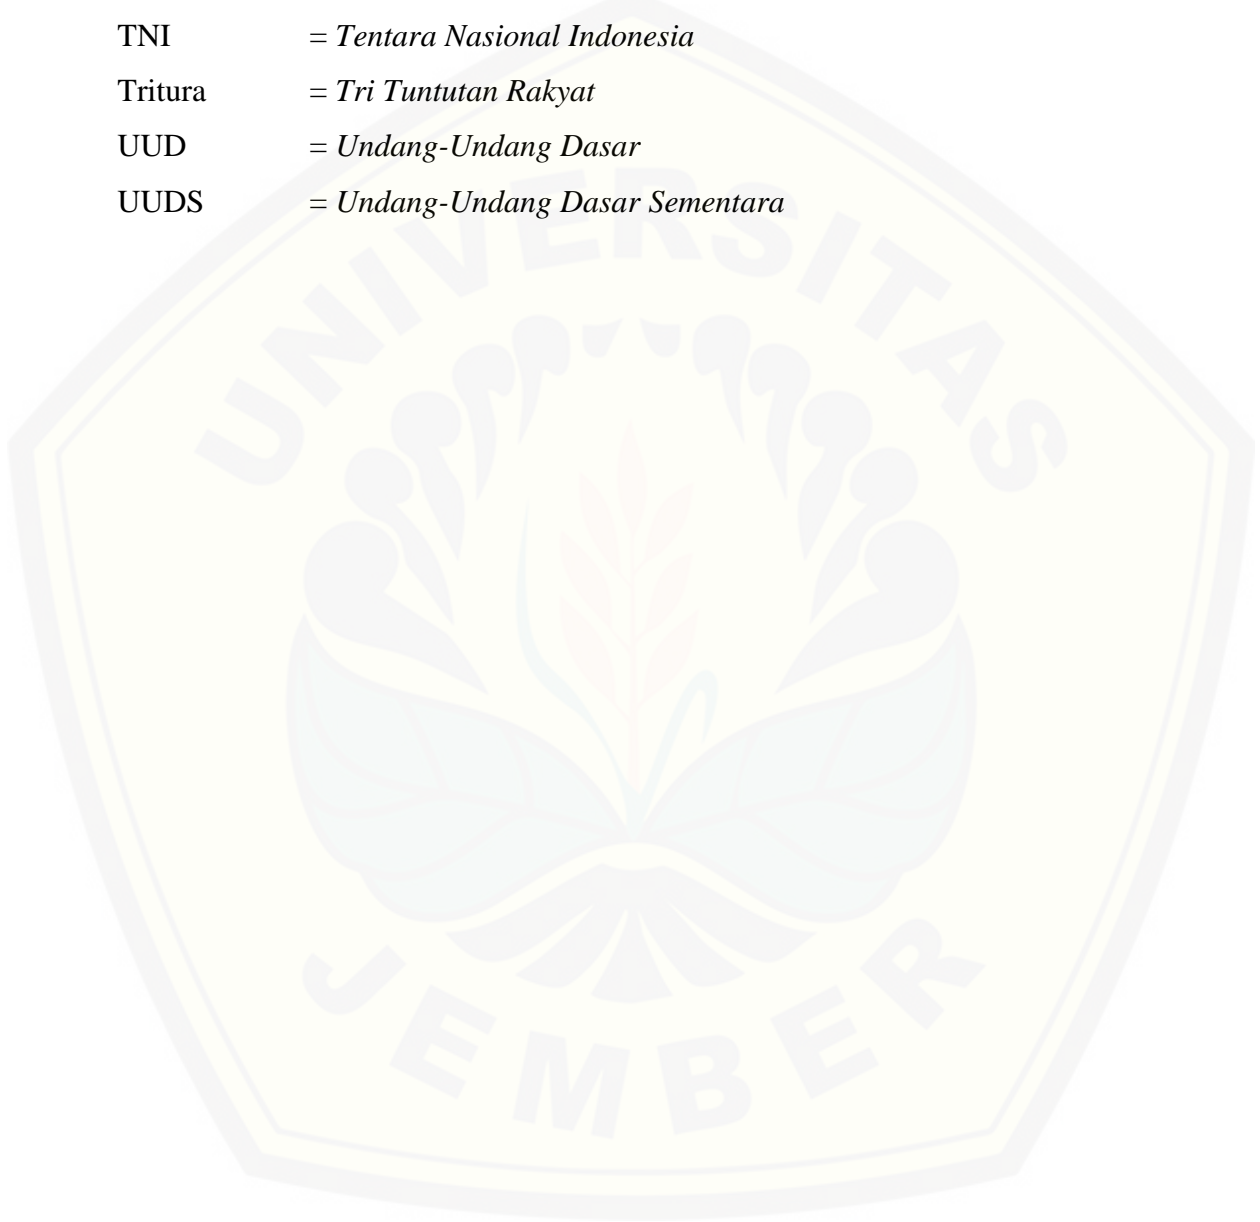 TNI = Tentara Nasional Indonesia
Tritura = Tri Tuntutan Rakyat
UUD = Undang-Undang Dasar
UUDS = Undang-Undang Dasar Sementara
UNIVERSITAS
JEMBER